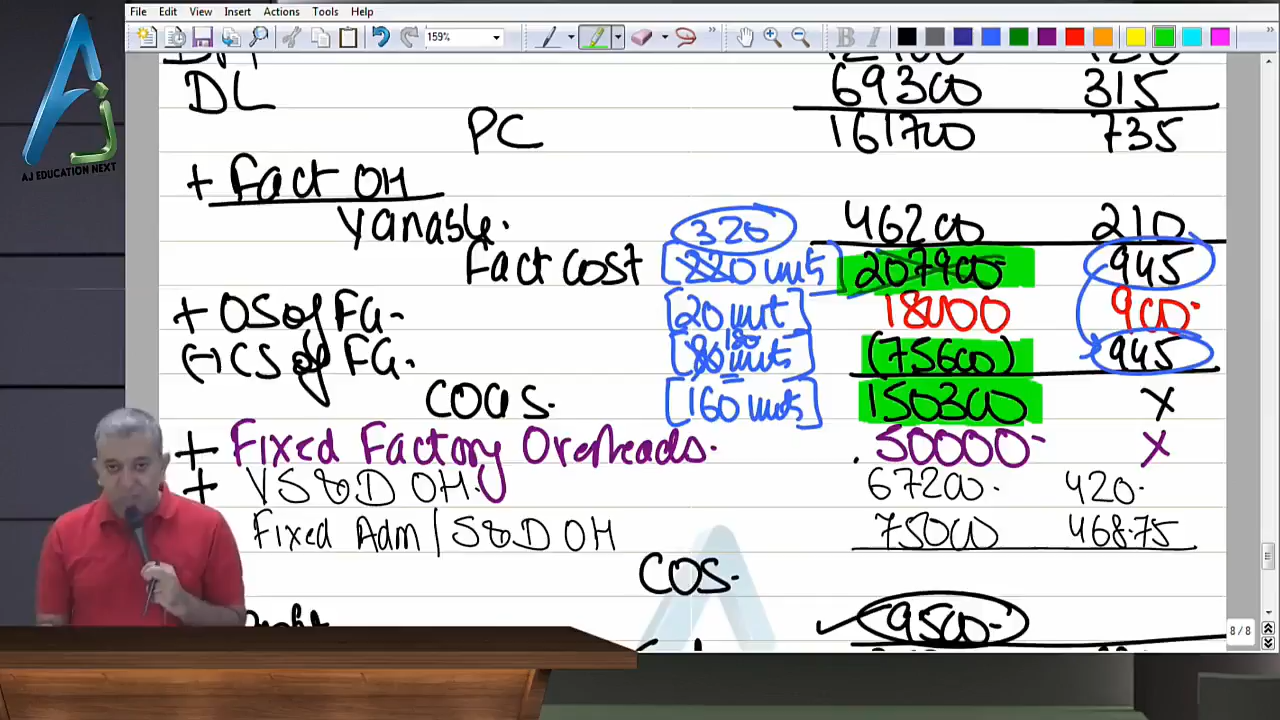 File Edit View Insert Actions Tools Help
159%
DL 69300 315
PC 161700 735
+ Fact OH
Variable. 46200 210
320
Fact Cost [220 units] 207900 945
+ OS of FG. [20 unit] 18000 900
180
(-) CS of FG. [80 units] (75600) 945
COGS. [160 units] 150300 X
+ Fixed Factory Overheads. 50000 X
+ VS&D OH. 67200 420
Fixed Adm/S&D OH 75000 468.75
COS.
9500
8/8
AJ EDUCATION NEXT